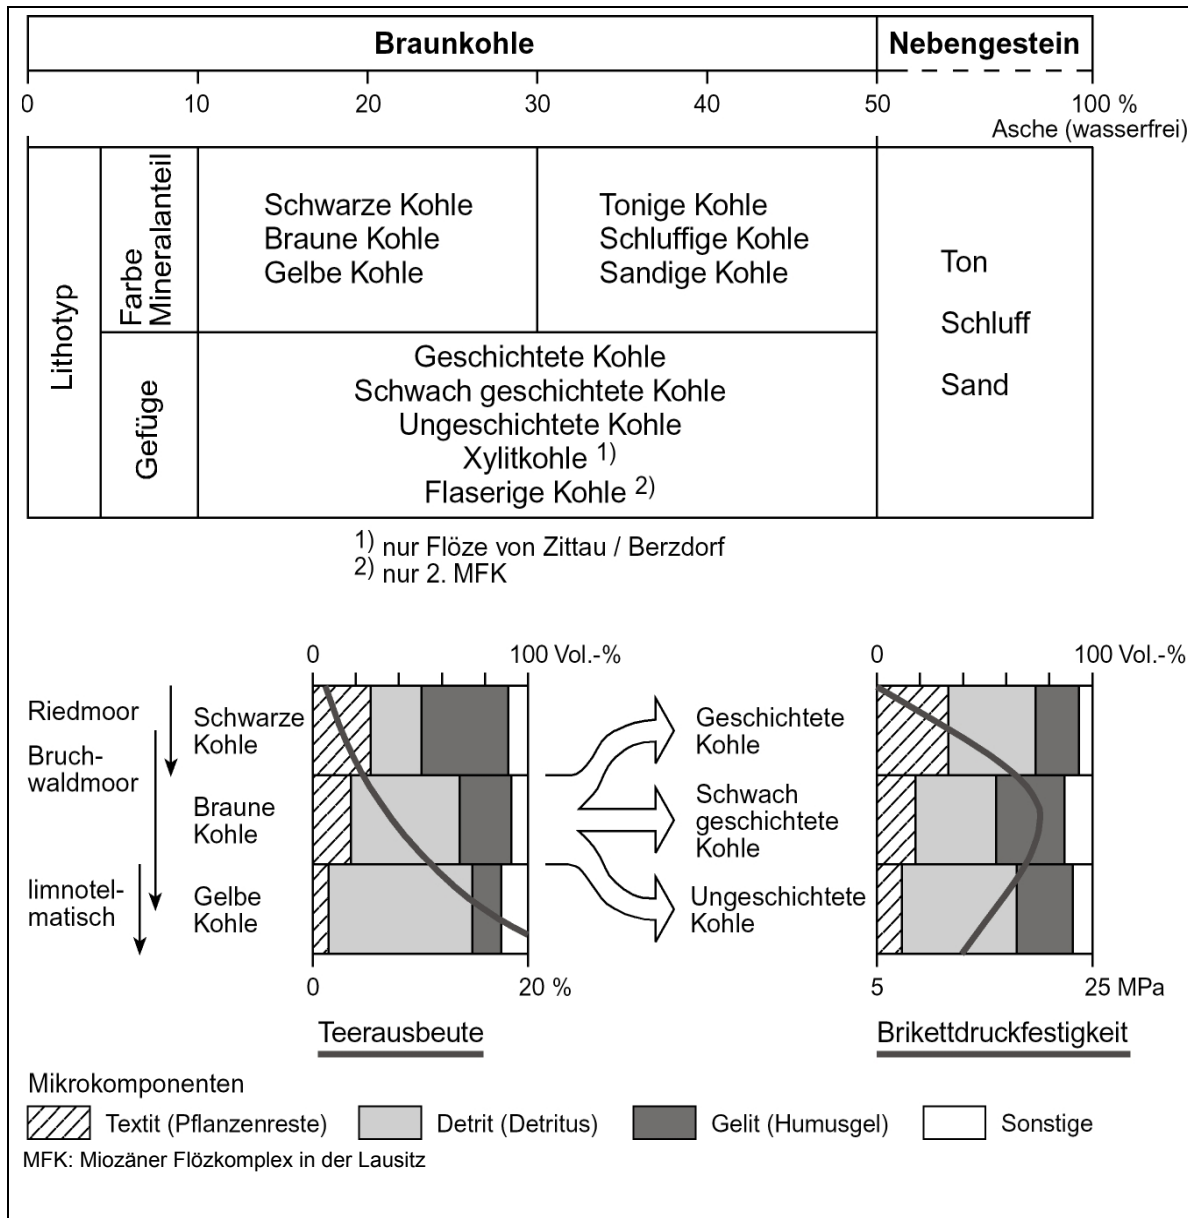 Braunkohle
Nebengestein
0 10 20 30 40 50 100 %
Asche (wasserfrei)
Lithotyp
Farbe
Mineralanteil
Schwarze Kohle
Braune Kohle
Gelbe Kohle
Tonige Kohle
Schluffige Kohle
Sandige Kohle
Ton
Schluff
Sand
Gefüge
Geschichtete Kohle
Schwach geschichtete Kohle
Ungeschichtete Kohle
Xylitkohle 1)
Flaserige Kohle 2)
1) nur Flöze von Zittau / Berzdorf
2) nur 2. MFK
0 100 Vol.-%
0 100 Vol.-%
Riedmoor
Bruch-
waldmoor
limnotel-
matisch
Schwarze
Kohle
Braune
Kohle
Gelbe
Kohle
Geschichtete
Kohle
Schwach
geschichtete
Kohle
Ungeschichtete
Kohle
0 20 %
5 25 MPa
Teerausbeute
Brikettdruckfestigkeit
Mikrokomponenten
Textit (Pflanzenreste)
Detrit (Detritus)
Gelit (Humusgel)
Sonstige
MFK: Miozäner Flözkomplex in der Lausitz